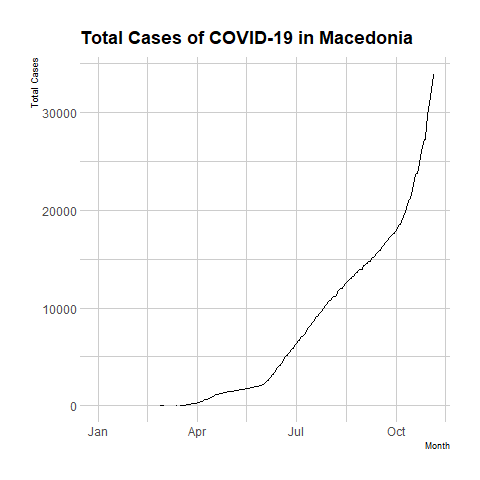 Total Cases of COVID-19 in Macedonia
Total Cases
30000
20000
10000
0
Jan Apr Jul Oct
Month